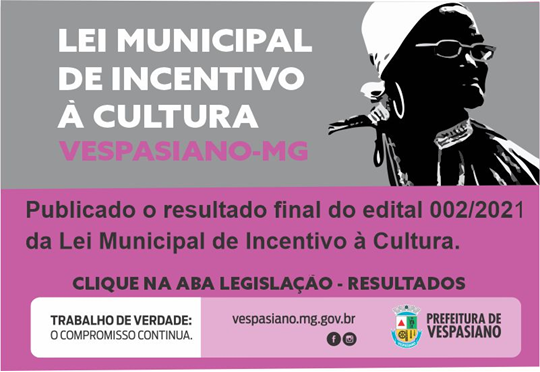 LEI MUNICIPAL
DE INCENTIVO
À CULTURA
VESPASIANO-MG
Publicado o resultado final do edital 002/2021
da Lei Municipal de Incentivo à Cultura.
CLIQUE NA ABA LEGISLAÇÃO - RESULTADOS
TRABALHO DE VERDADE:
O COMPROMISSO CONTINUA.
vespasiano.mg.gov.br
PREFEITURA DE
VESPASIANO